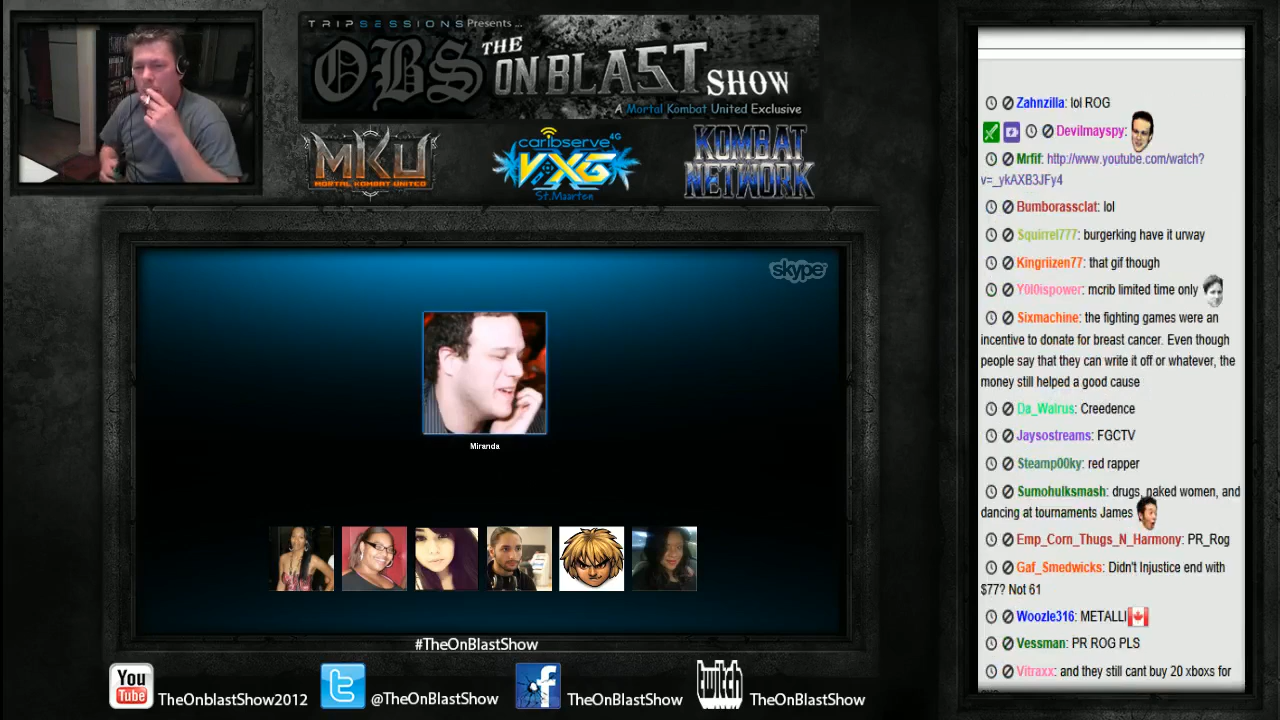 TRIPSESSIONS Presents ...
OBS THE ON BLAST SHOW
A Mortal Kombat United Exclusive
MKU
MORTAL KOMBAT UNITED
caribserve 4G
VXG
St.Maarten
KOMBAT
NETWORK
skype
Miranda
#TheOnBlastShow
You Tube TheOnblastShow2012
@TheOnBlastShow
TheOnBlastShow
twitch TheOnBlastShow
Zahnzilla: lol ROG
Devilmayspy:
Mrfif: http://www.youtube.com/watch?
v=_ykAXB3JFy4
Bumborassclat: lol
Squirrel777: burgerking have it urway
Kingriizen77: that gif though
Y0l0ispower: mcrib limited time only
Sixmachine: the fighting games were an
incentive to donate for breast cancer. Even though
people say that they can write it off or whatever, the
money still helped a good cause
Da_Walrus: Creedence
Jaysostreams: FGCTV
Steamp00ky: red rapper
Sumohulksmash: drugs, naked women, and
dancing at tournaments James
Emp_Corn_Thugs_N_Harmony: PR_Rog
Gaf_Smedwicks: Didn't Injustice end with
$77? Not 61
Woozle316: METALLI
Vessman: PR ROG PLS
Vitraxx: and they still cant buy 20 xboxs for